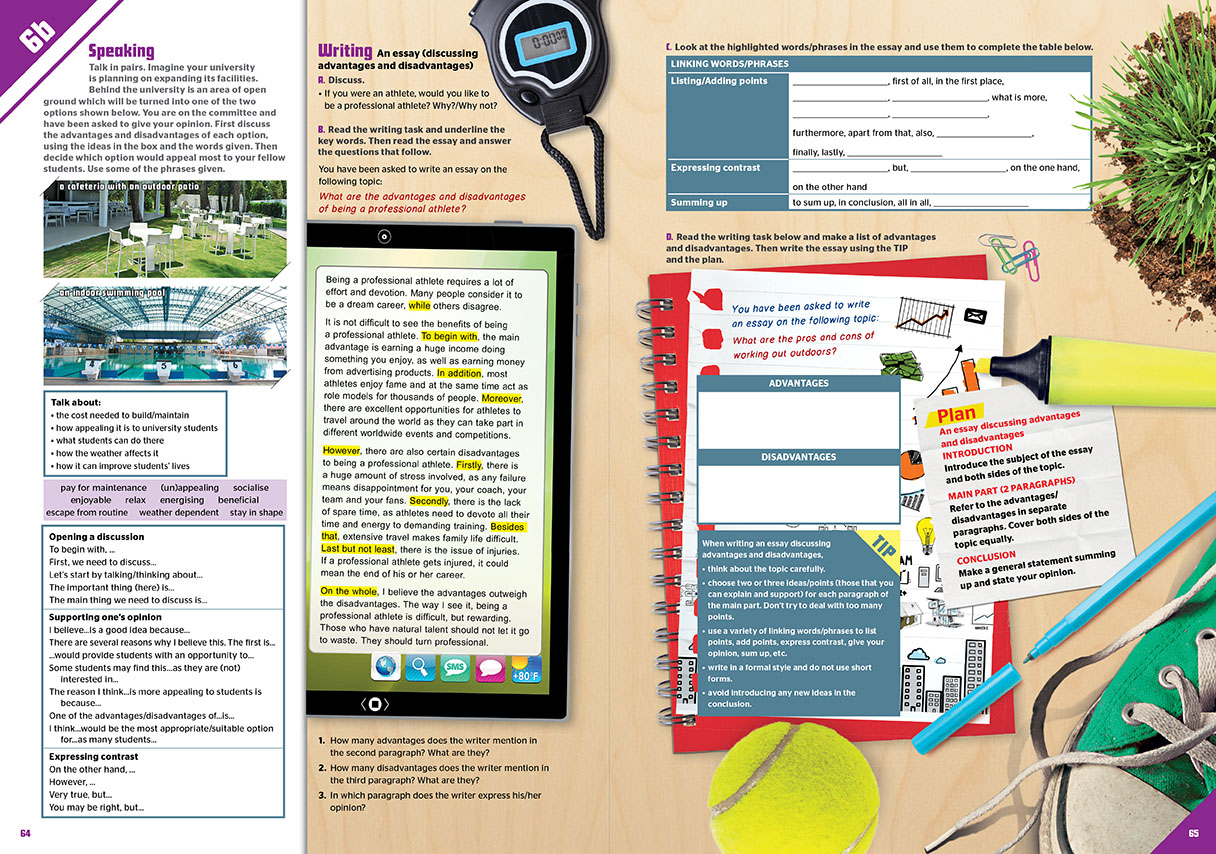 6b
Speaking
Talk in pairs. Imagine your university
is planning on expanding its facilities.
Behind the university is an area of open
ground which will be turned into one of the two
options shown below. You are on the committee and
have been asked to give your opinion. First discuss
the advantages and disadvantages of each option,
using the ideas in the box and the words given. Then
decide which option would appeal most to your fellow
students. Use some of the phrases given.
a cafeteria with an outdoor patio
an indoor swimming pool
4 5 6
Talk about:
• the cost needed to build/maintain
• how appealing it is to university students
• what students can do there
• how the weather affects it
• how it can improve students' lives
pay for maintenance (un)appealing socialise
enjoyable relax energising beneficial
escape from routine weather dependent stay in shape
Opening a discussion
To begin with, ...
First, we need to discuss...
Let's start by talking/thinking about...
The important thing (here) is...
The main thing we need to discuss is...
Supporting one's opinion
I believe...is a good idea because...
There are several reasons why I believe this. The first is...
...would provide students with an opportunity to...
Some students may find this...as they are (not)
interested in...
The reason I think...is more appealing to students is
because...
One of the advantages/disadvantages of...is...
I think...would be the most appropriate/suitable option
for...as many students...
Expressing contrast
On the other hand, ...
However, ...
Very true, but...
You may be right, but...
64
Writing An essay (discussing
advantages and disadvantages)
A. Discuss.
• If you were an athlete, would you like to
be a professional athlete? Why?/Why not?
B. Read the writing task and underline the
key words. Then read the essay and answer
the questions that follow.
You have been asked to write an essay on the
following topic:
What are the advantages and disadvantages
of being a professional athlete?
Being a professional athlete requires a lot of
effort and devotion. Many people consider it to
be a dream career, while others disagree.
It is not difficult to see the benefits of being
a professional athlete. To begin with, the main
advantage is earning a huge income doing
something you enjoy, as well as earning money
from advertising products. In addition, most
athletes enjoy fame and at the same time act as
role models for thousands of people. Moreover,
there are excellent opportunities for athletes to
travel around the world as they can take part in
different worldwide events and competitions.
However, there are also certain disadvantages
to being a professional athlete. Firstly, there is
a huge amount of stress involved, as any failure
means disappointment for you, your coach, your
team and your fans. Secondly, there is the lack
of spare time, as athletes need to devote all their
time and energy to demanding training. Besides
that, extensive travel makes family life difficult.
Last but not least, there is the issue of injuries.
If a professional athlete gets injured, it could
mean the end of his or her career.
On the whole, I believe the advantages outweigh
the disadvantages. The way I see it, being a
professional athlete is difficult, but rewarding.
Those who have natural talent should not let it go
to waste. They should turn professional.
SMS
+80°F
1. How many advantages does the writer mention in
the second paragraph? What are they?
2. How many disadvantages does the writer mention in
the third paragraph? What are they?
3. In which paragraph does the writer express his/her
opinion?
C. Look at the highlighted words/phrases in the essay and use them to complete the table below.
LINKING WORDS/PHRASES
Listing/Adding points
____________________, first of all, in the first place,
____________________, ____________________, what is more,
____________________, ____________________,
furthermore, apart from that, also, ____________________,
finally, lastly, ____________________
Expressing contrast
____________________, but, ____________________, on the one hand,
on the other hand
Summing up
to sum up, in conclusion, all in all, ____________________
D. Read the writing task below and make a list of advantages
and disadvantages. Then write the essay using the TIP
and the plan.
You have been asked to write
an essay on the following topic:
What are the pros and cons of
working out outdoors?
ADVANTAGES
DISADVANTAGES
TIP
When writing an essay discussing
advantages and disadvantages,
• think about the topic carefully.
• choose two or three ideas/points (those that you
can explain and support) for each paragraph of
the main part. Don't try to deal with too many
points.
• use a variety of linking words/phrases to list
points, add points, express contrast, give your
opinion, sum up, etc.
• write in a formal style and do not use short
forms.
• avoid introducing any new ideas in the
conclusion.
Plan
An essay discussing advantages
and disadvantages
INTRODUCTION
Introduce the subject of the essay
and both sides of the topic.
MAIN PART (2 PARAGRAPHS)
Refer to the advantages/
disadvantages in separate
paragraphs. Cover both sides of the
topic equally.
CONCLUSION
Make a general statement summing
up and state your opinion.
65